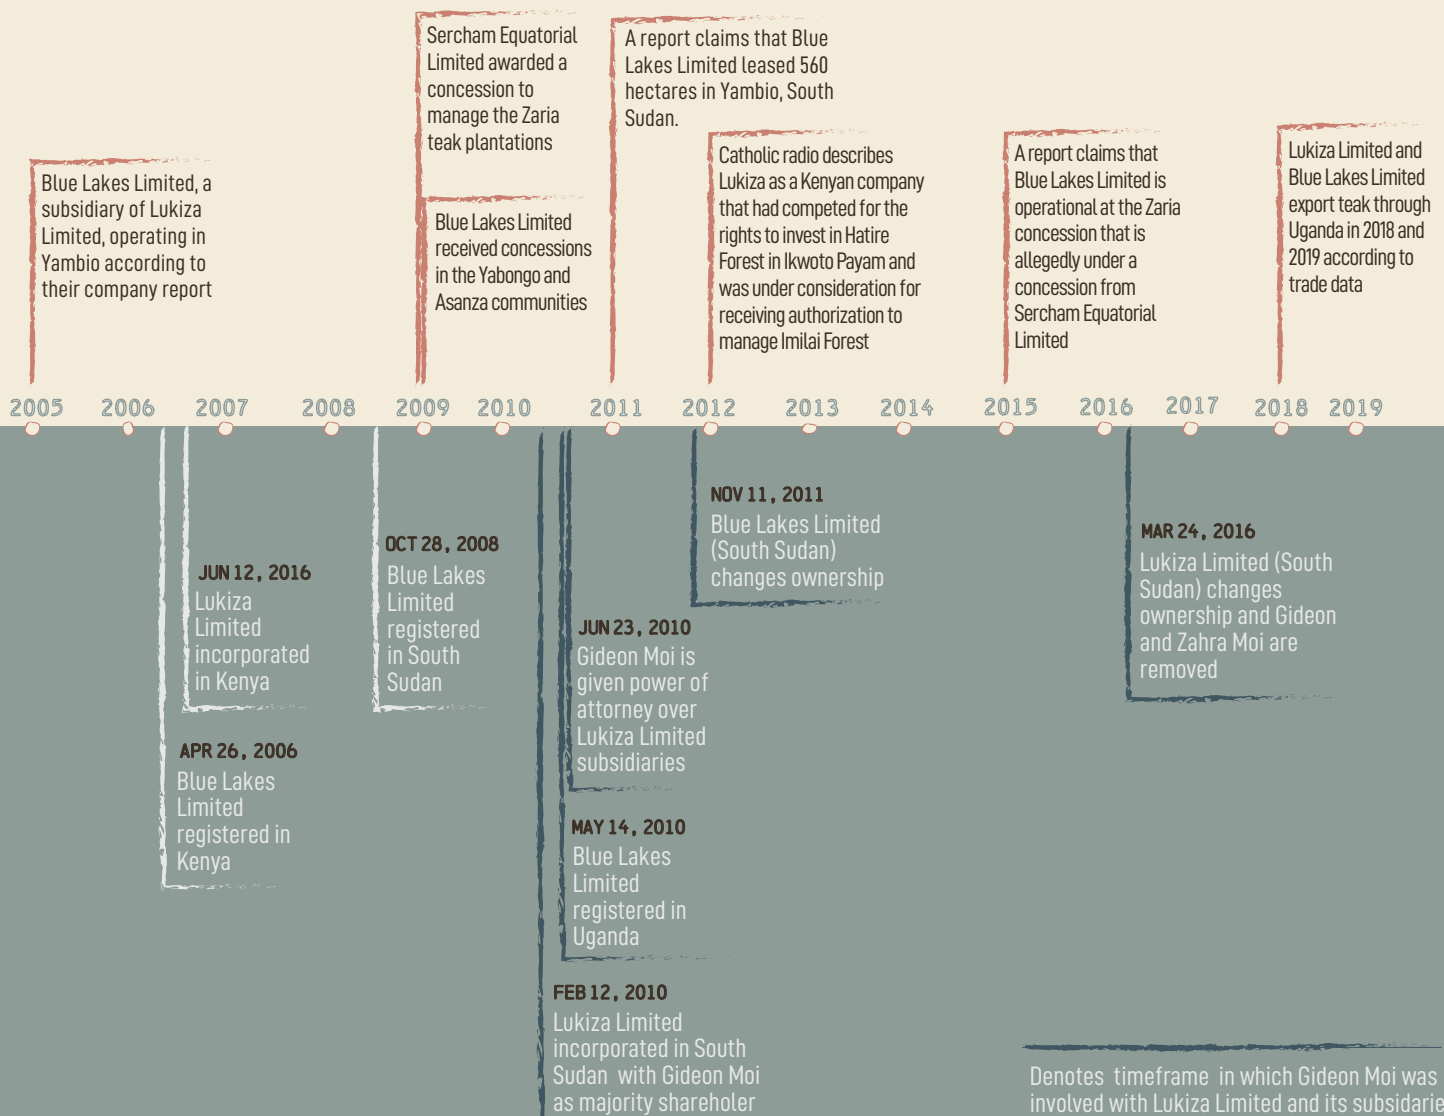 Sercham Equatorial
Limited awarded a
concession to
manage the Zaria
teak plantations
A report claims that Blue
Lakes Limited leased 560
hectares in Yambio, South
Sudan.
Blue Lakes Limited, a
subsidiary of Lukiza
Limited, operating in
Yambio according to
their company report
Blue Lakes Limited
received concessions
in the Yabongo and
Asanza communities
Catholic radio describes
Lukiza as a Kenyan company
that had competed for the
rights to invest in Hatire
Forest in Ikwoto Payam and
was under consideration for
receiving authorization to
manage Imilai Forest
A report claims that
Blue Lakes Limited is
operational at the Zaria
concession that is
allegedly under a
concession from
Sercham Equatorial
Limited
Lukiza Limited and
Blue Lakes Limited
export teak through
Uganda in 2018 and
2019 according to
trade data
2005 2006 2007 2008 2009 2010 2011 2012 2013 2014 2015 2016 2017 2018 2019
JUN 12, 2016
Lukiza
Limited
incorporated
in Kenya
APR 26, 2006
Blue Lakes
Limited
registered in
Kenya
OCT 28, 2008
Blue Lakes
Limited
registered
in South
Sudan
NOV 11, 2011
Blue Lakes Limited
(South Sudan)
changes ownership
JUN 23, 2010
Gideon Moi is
given power of
attorney over
Lukiza Limited
subsidiaries
MAY 14, 2010
Blue Lakes
Limited
registered in
Uganda
FEB 12, 2010
Lukiza Limited
incorporated in South
Sudan with Gideon Moi
as majority shareholer
MAR 24, 2016
Lukiza Limited (South
Sudan) changes
ownership and Gideon
and Zahra Moi are
removed
Denotes timeframe in which Gideon Moi was
involved with Lukiza Limited and its subsidarie